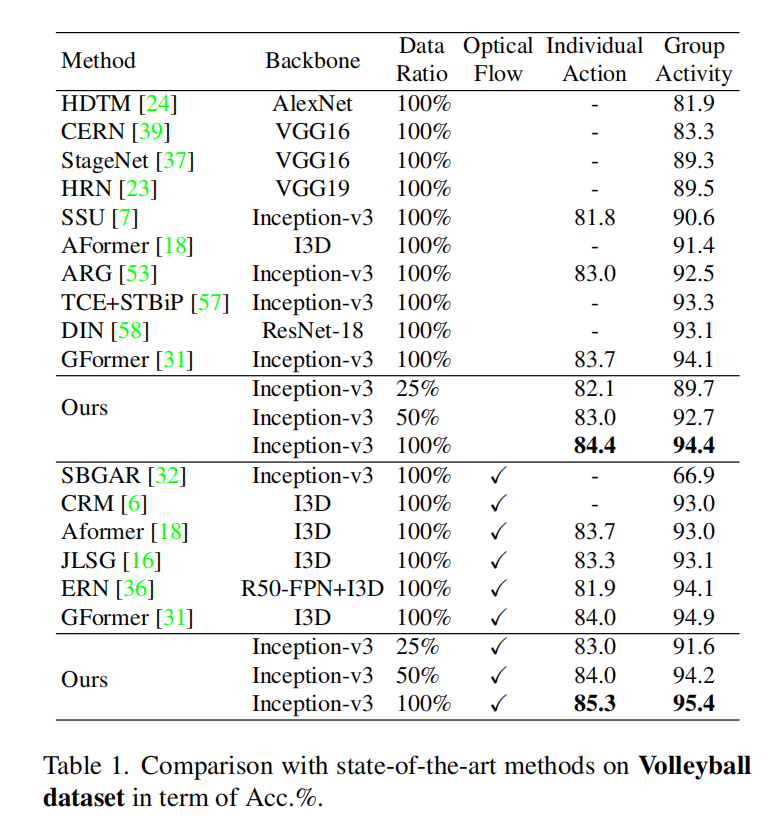 Method Backbone Data Ratio Optical Flow Individual Action Group Activity
HDTM [24] AlexNet 100% - 81.9
CERN [39] VGG16 100% - 83.3
StageNet [37] VGG16 100% - 89.3
HRN [23] VGG19 100% - 89.5
SSU [7] Inception-v3 100% 81.8 90.6
AFormer [18] I3D 100% - 91.4
ARG [53] Inception-v3 100% 83.0 92.5
TCE+STBiP [57] Inception-v3 100% - 93.3
DIN [58] ResNet-18 100% - 93.1
GFormer [31] Inception-v3 100% 83.7 94.1
Ours Inception-v3 25% 82.1 89.7
Inception-v3 50% 83.0 92.7
Inception-v3 100% 84.4 94.4
SBGAR [32] Inception-v3 100% ✓ - 66.9
CRM [6] I3D 100% ✓ - 93.0
Aformer [18] I3D 100% ✓ 83.7 93.0
JLSG [16] I3D 100% ✓ 83.3 93.1
ERN [36] R50-FPN+I3D 100% ✓ 81.9 94.1
GFormer [31] I3D 100% ✓ 84.0 94.9
Ours Inception-v3 25% ✓ 83.0 91.6
Inception-v3 50% ✓ 84.0 94.2
Inception-v3 100% ✓ 85.3 95.4
Table 1. Comparison with state-of-the-art methods on Volleyball
dataset in term of Acc.%.